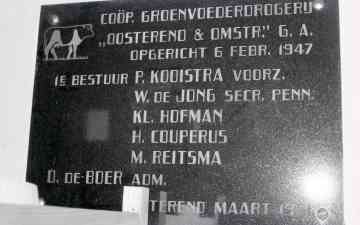 COÖP. GROENVOEDERDROGERIJ
„OOSTEREND & OMSTR." G. A.
OPGERICHT 6 FEBR. 1947
1E BESTUUR P. KOOISTRA VOORZ.
W. DE JONG SECR. PENN.
KL. HOFMAN
H. COUPERUS
M. REITSMA
D. DE BOER ADM.
TEREND MAART